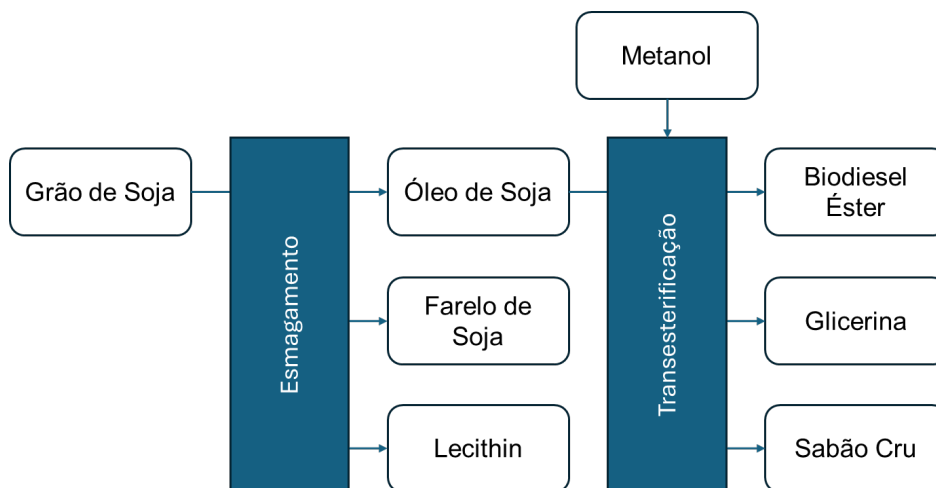 Metanol
Grão de Soja
Esmagamento
Óleo de Soja
Transesterificação
Biodiesel
Éster
Farelo de
Soja
Glicerina
Lecithin
Sabão Cru